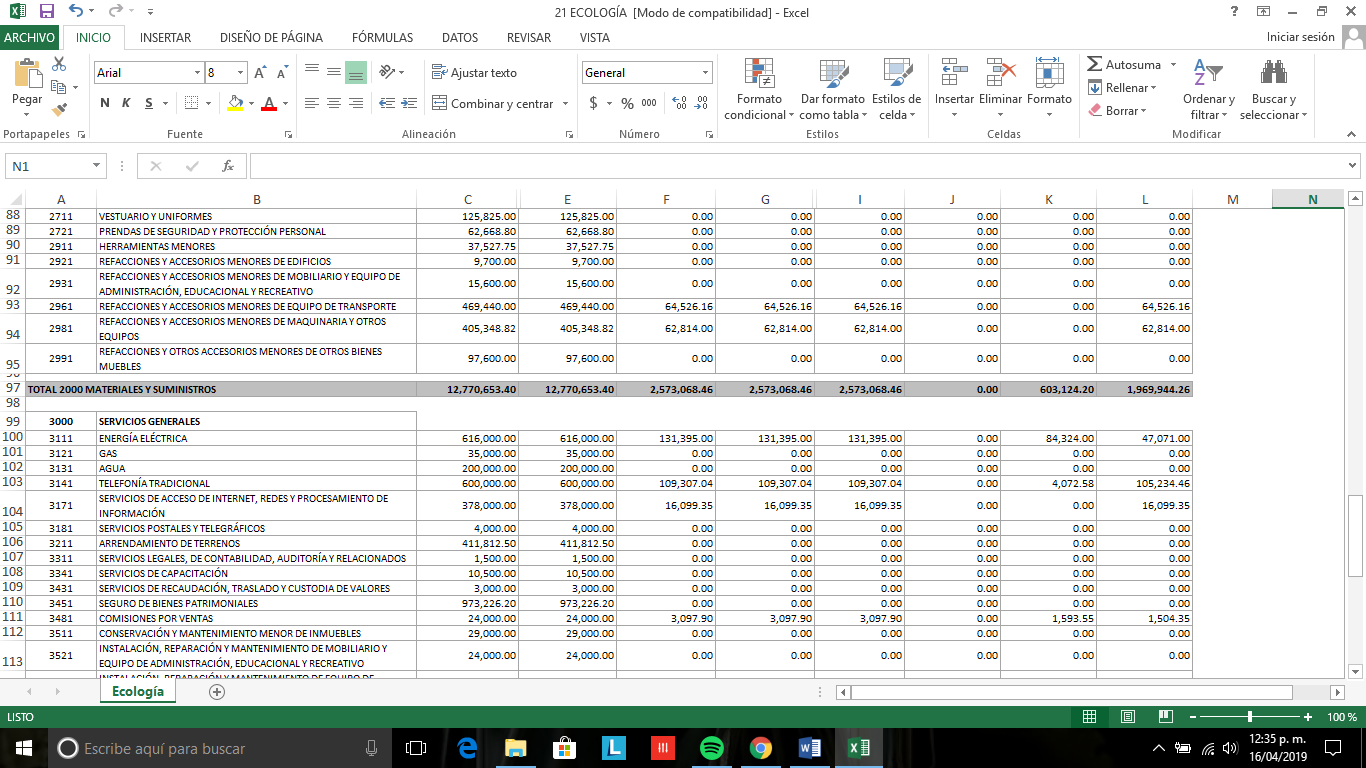 21 ECOLOGÍA [Modo de compatibilidad] - Excel
ARCHIVO INICIO INSERTAR DISEÑO DE PÁGINA FÓRMULAS DATOS REVISAR VISTA Iniciar sesión
Pegar
Portapapeles
Arial 8
N K S
Fuente
Ajustar texto
Combinar y centrar
Alineación
General
$ % 000
Número
Formato condicional
Dar formato como tabla
Estilos de celda
Estilos
Insertar Eliminar Formato
Celdas
Autosuma
Rellenar
Borrar
Ordenar y filtrar
Buscar y seleccionar
Modificar
N1 fx
A B C E F G I J K L M N
88 2711 VESTUARIO Y UNIFORMES 125,825.00 125,825.00 0.00 0.00 0.00 0.00 0.00 0.00
89 2721 PRENDAS DE SEGURIDAD Y PROTECCIÓN PERSONAL 62,668.80 62,668.80 0.00 0.00 0.00 0.00 0.00 0.00
90 2911 HERRAMIENTAS MENORES 37,527.75 37,527.75 0.00 0.00 0.00 0.00 0.00 0.00
91 2921 REFACCIONES Y ACCESORIOS MENORES DE EDIFICIOS 9,700.00 9,700.00 0.00 0.00 0.00 0.00 0.00 0.00
92 2931 REFACCIONES Y ACCESORIOS MENORES DE MOBILIARIO Y EQUIPO DE
ADMINISTRACIÓN, EDUCACIONAL Y RECREATIVO 15,600.00 15,600.00 0.00 0.00 0.00 0.00 0.00 0.00
93 2961 REFACCIONES Y ACCESORIOS MENORES DE EQUIPO DE TRANSPORTE 469,440.00 469,440.00 64,526.16 64,526.16 64,526.16 0.00 0.00 64,526.16
94 2981 REFACCIONES Y ACCESORIOS MENORES DE MAQUINARIA Y OTROS
EQUIPOS 405,348.82 405,348.82 62,814.00 62,814.00 62,814.00 0.00 0.00 62,814.00
95 2991 REFACCIONES Y OTROS ACCESORIOS MENORES DE OTROS BIENES
MUEBLES 97,600.00 97,600.00 0.00 0.00 0.00 0.00 0.00 0.00
97 TOTAL 2000 MATERIALES Y SUMINISTROS 12,770,653.40 12,770,653.40 2,573,068.46 2,573,068.46 2,573,068.46 0.00 603,124.20 1,969,944.26
98
99 3000 SERVICIOS GENERALES
100 3111 ENERGÍA ELÉCTRICA 616,000.00 616,000.00 131,395.00 131,395.00 131,395.00 0.00 84,324.00 47,071.00
101 3121 GAS 35,000.00 35,000.00 0.00 0.00 0.00 0.00 0.00 0.00
102 3131 AGUA 200,000.00 200,000.00 0.00 0.00 0.00 0.00 0.00 0.00
103 3141 TELEFONÍA TRADICIONAL 600,000.00 600,000.00 109,307.04 109,307.04 109,307.04 0.00 4,072.58 105,234.46
104 3171 SERVICIOS DE ACCESO DE INTERNET, REDES Y PROCESAMIENTO DE
INFORMACIÓN 378,000.00 378,000.00 16,099.35 16,099.35 16,099.35 0.00 0.00 16,099.35
105 3181 SERVICIOS POSTALES Y TELEGRÁFICOS 4,000.00 4,000.00 0.00 0.00 0.00 0.00 0.00 0.00
106 3211 ARRENDAMIENTO DE TERRENOS 411,812.50 411,812.50 0.00 0.00 0.00 0.00 0.00 0.00
107 3311 SERVICIOS LEGALES, DE CONTABILIDAD, AUDITORÍA Y RELACIONADOS 1,500.00 1,500.00 0.00 0.00 0.00 0.00 0.00 0.00
108 3341 SERVICIOS DE CAPACITACIÓN 10,500.00 10,500.00 0.00 0.00 0.00 0.00 0.00 0.00
109 3431 SERVICIOS DE RECAUDACIÓN, TRASLADO Y CUSTODIA DE VALORES 3,000.00 3,000.00 0.00 0.00 0.00 0.00 0.00 0.00
110 3451 SEGURO DE BIENES PATRIMONIALES 973,226.20 973,226.20 0.00 0.00 0.00 0.00 0.00 0.00
111 3481 COMISIONES POR VENTAS 24,000.00 24,000.00 3,097.90 3,097.90 3,097.90 0.00 1,593.55 1,504.35
112 3511 CONSERVACIÓN Y MANTENIMIENTO MENOR DE INMUEBLES 29,000.00 29,000.00 0.00 0.00 0.00 0.00 0.00 0.00
113 3521 INSTALACIÓN, REPARACIÓN Y MANTENIMIENTO DE MOBILIARIO Y
EQUIPO DE ADMINISTRACIÓN, EDUCACIONAL Y RECREATIVO 24,000.00 24,000.00 0.00 0.00 0.00 0.00 0.00 0.00
INSTALACIÓN, REPARACIÓN Y MANTENIMIENTO DE EQUIPO DE
Ecología
LISTO 100 %
Escribe aquí para buscar
12:35 p. m.
16/04/2019